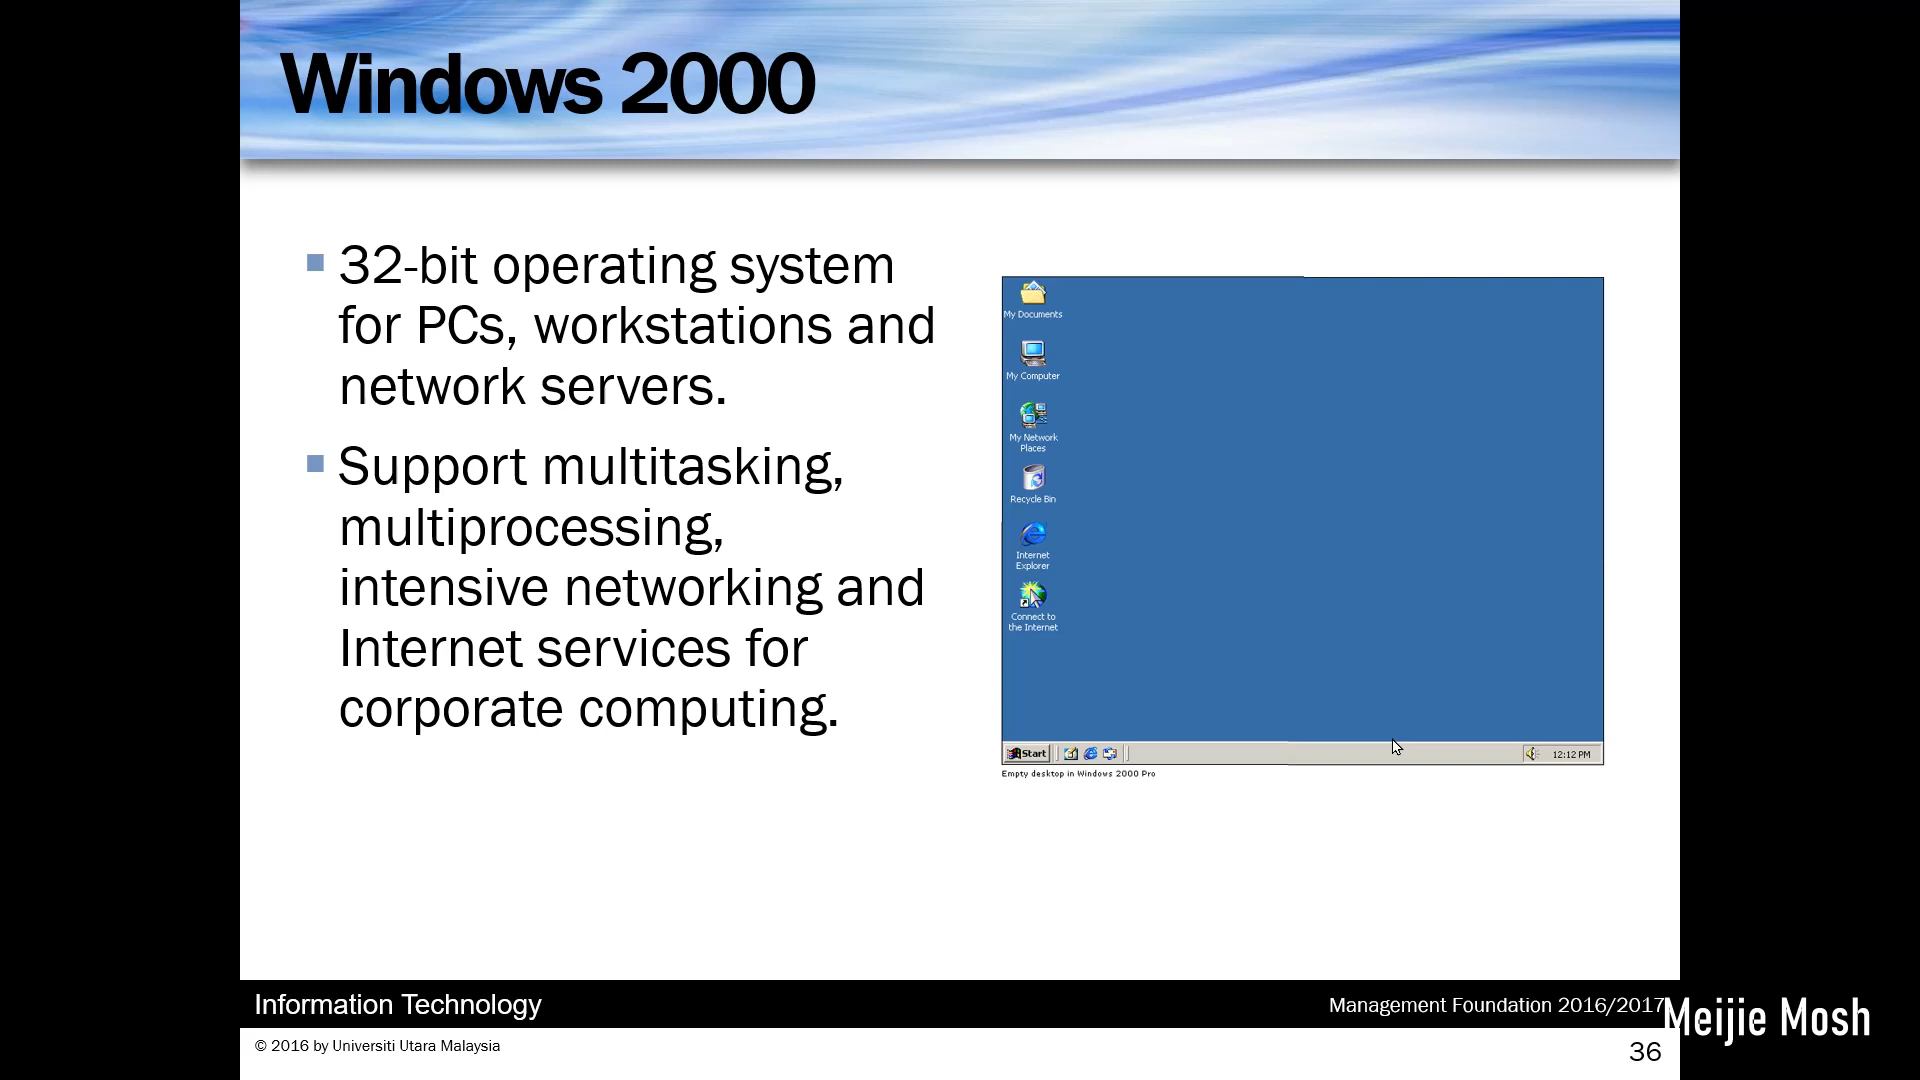 Windows 2000
32-bit operating system
for PCs, workstations and
network servers.
Support multitasking,
multiprocessing,
intensive networking and
Internet services for
corporate computing.
My Documents
My Computer
My Network
Places
Recycle Bin
Internet
Explorer
Connect to
the Internet
Start
12:12 PM
Empty desktop in Windows 2000 Pro
Information Technology
Management Foundation 2016/2017
Meijie Mosh
© 2016 by Universiti Utara Malaysia
36